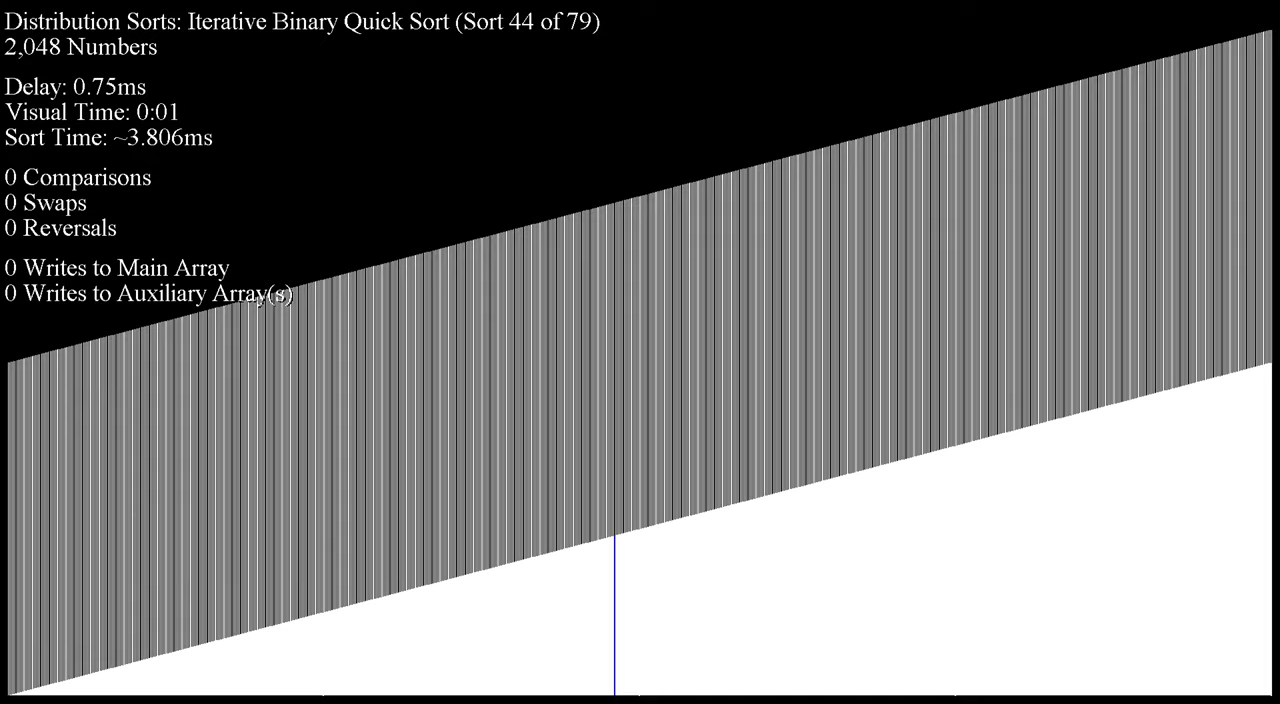 Distribution Sorts: Iterative Binary Quick Sort (Sort 44 of 79)
2,048 Numbers
Delay: 0.75ms
Visual Time: 0:01
Sort Time: ~3.806ms
0 Comparisons
0 Swaps
0 Reversals
0 Writes to Main Array
0 Writes to Auxiliary Array(s)